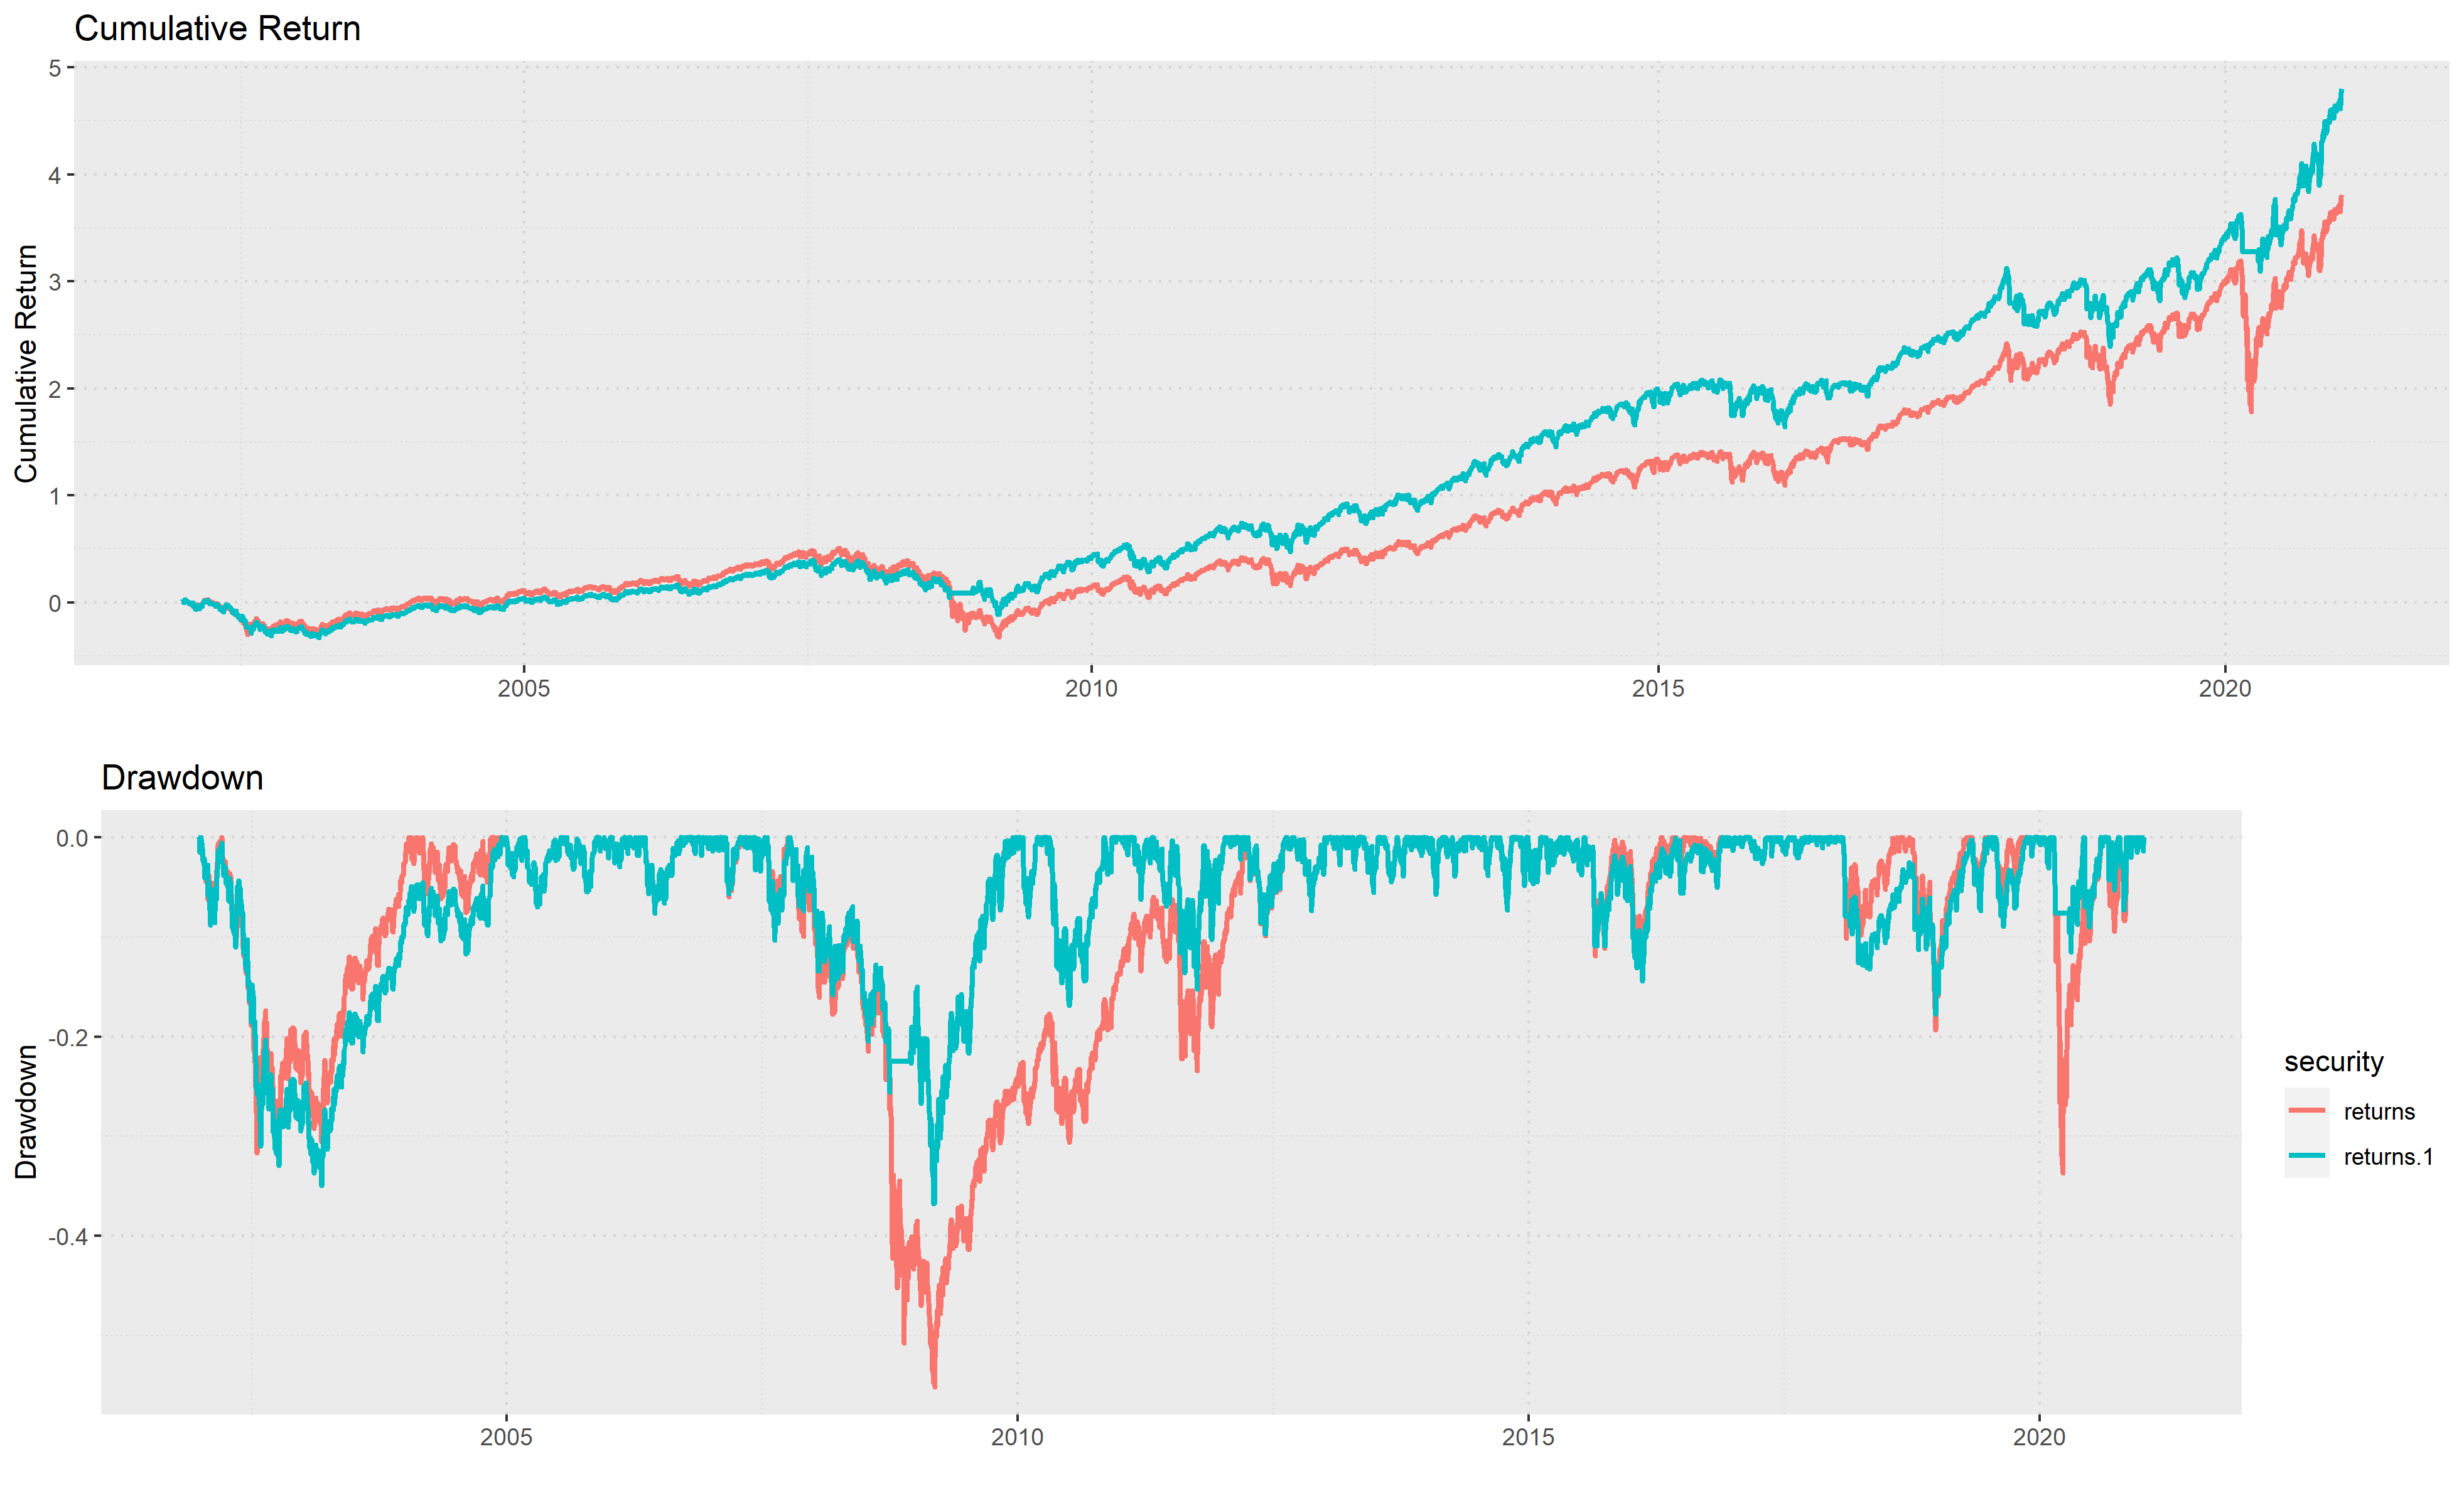 Cumulative Return
Cumulative Return
5
4
3
2
1
0
2005 2010 2015 2020
Drawdown
Drawdown
0.0
-0.2
-0.4
2005 2010 2015 2020
security
returns
returns.1